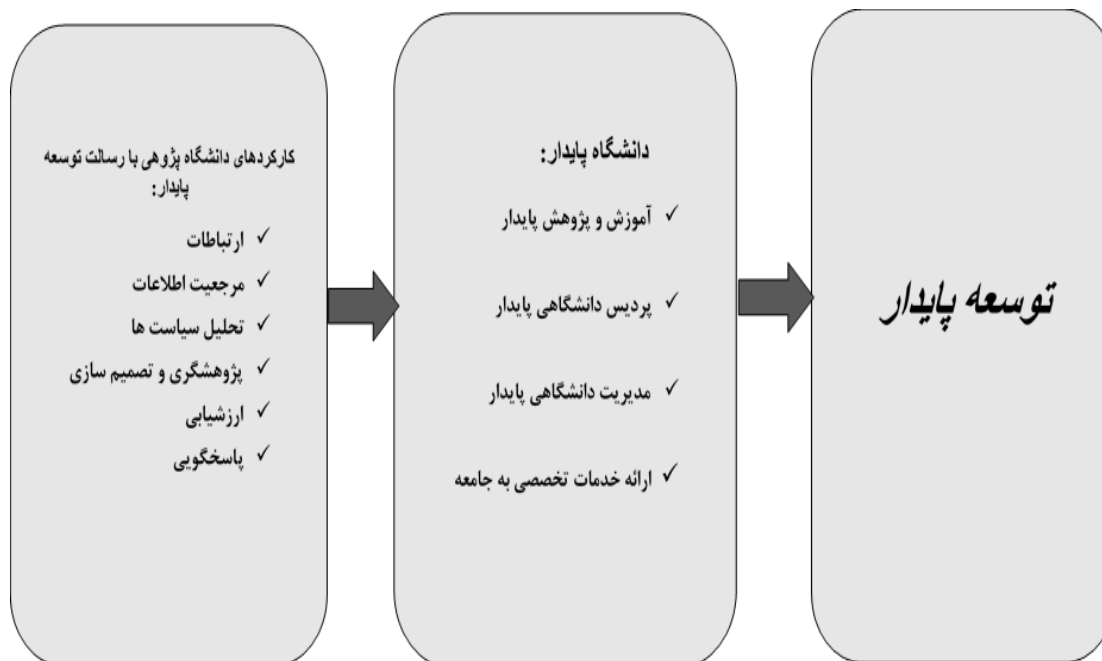 کارکردهای دانشگاه پژوهی با رسالت توسعه
پایدار:
✓ ارتباطات
✓ مرجعیت اطلاعات
✓ تحلیل سیاست ها
✓ پژوهشگری و تصمیم سازی
✓ ارزشیابی
✓ پاسخگویی
دانشگاه پایدار:
✓ آموزش و پژوهش پایدار
✓ پردیس دانشگاهی پایدار
✓ مدیریت دانشگاهی پایدار
✓ ارائه خدمات تخصصی به جامعه
توسعه پایدار